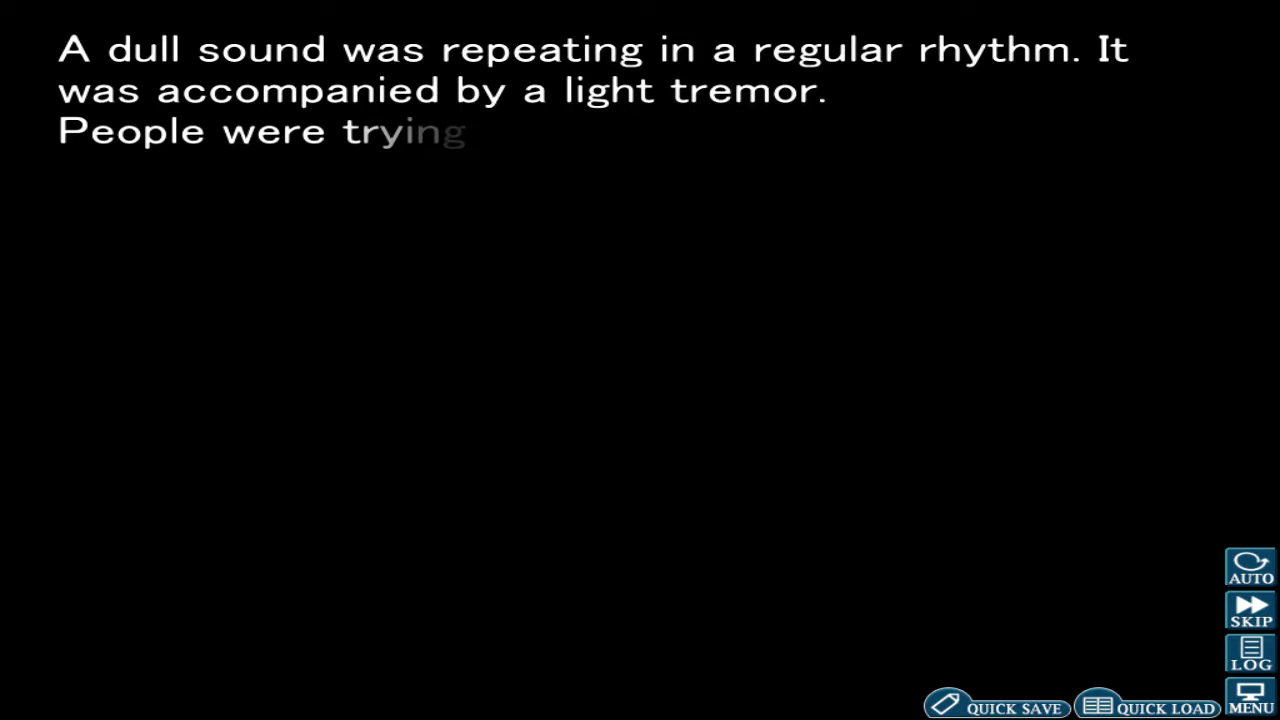 A dull sound was repeating in a regular rhythm. It
was accompanied by a light tremor.
People were trying
AUTO
SKIP
LOG
MENU
QUICK SAVE
QUICK LOAD